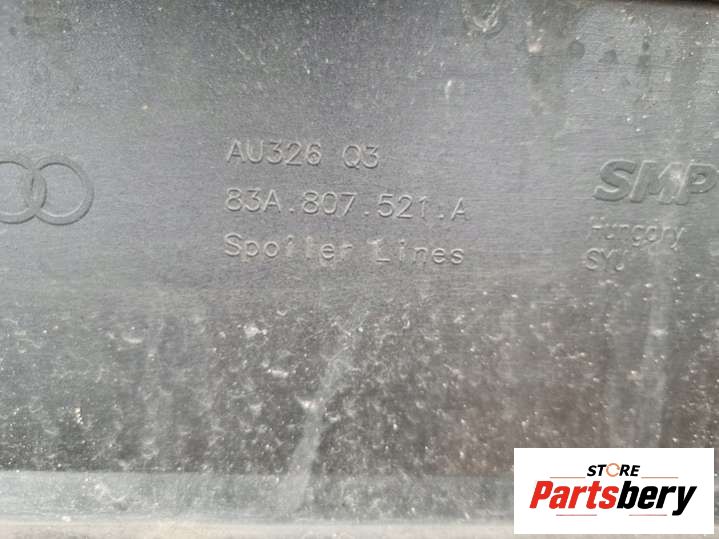 AU326 Q3
83A.807.521.A
Spoiler Lines
SMP
Hungary
SYJ
STORE
Partsbery